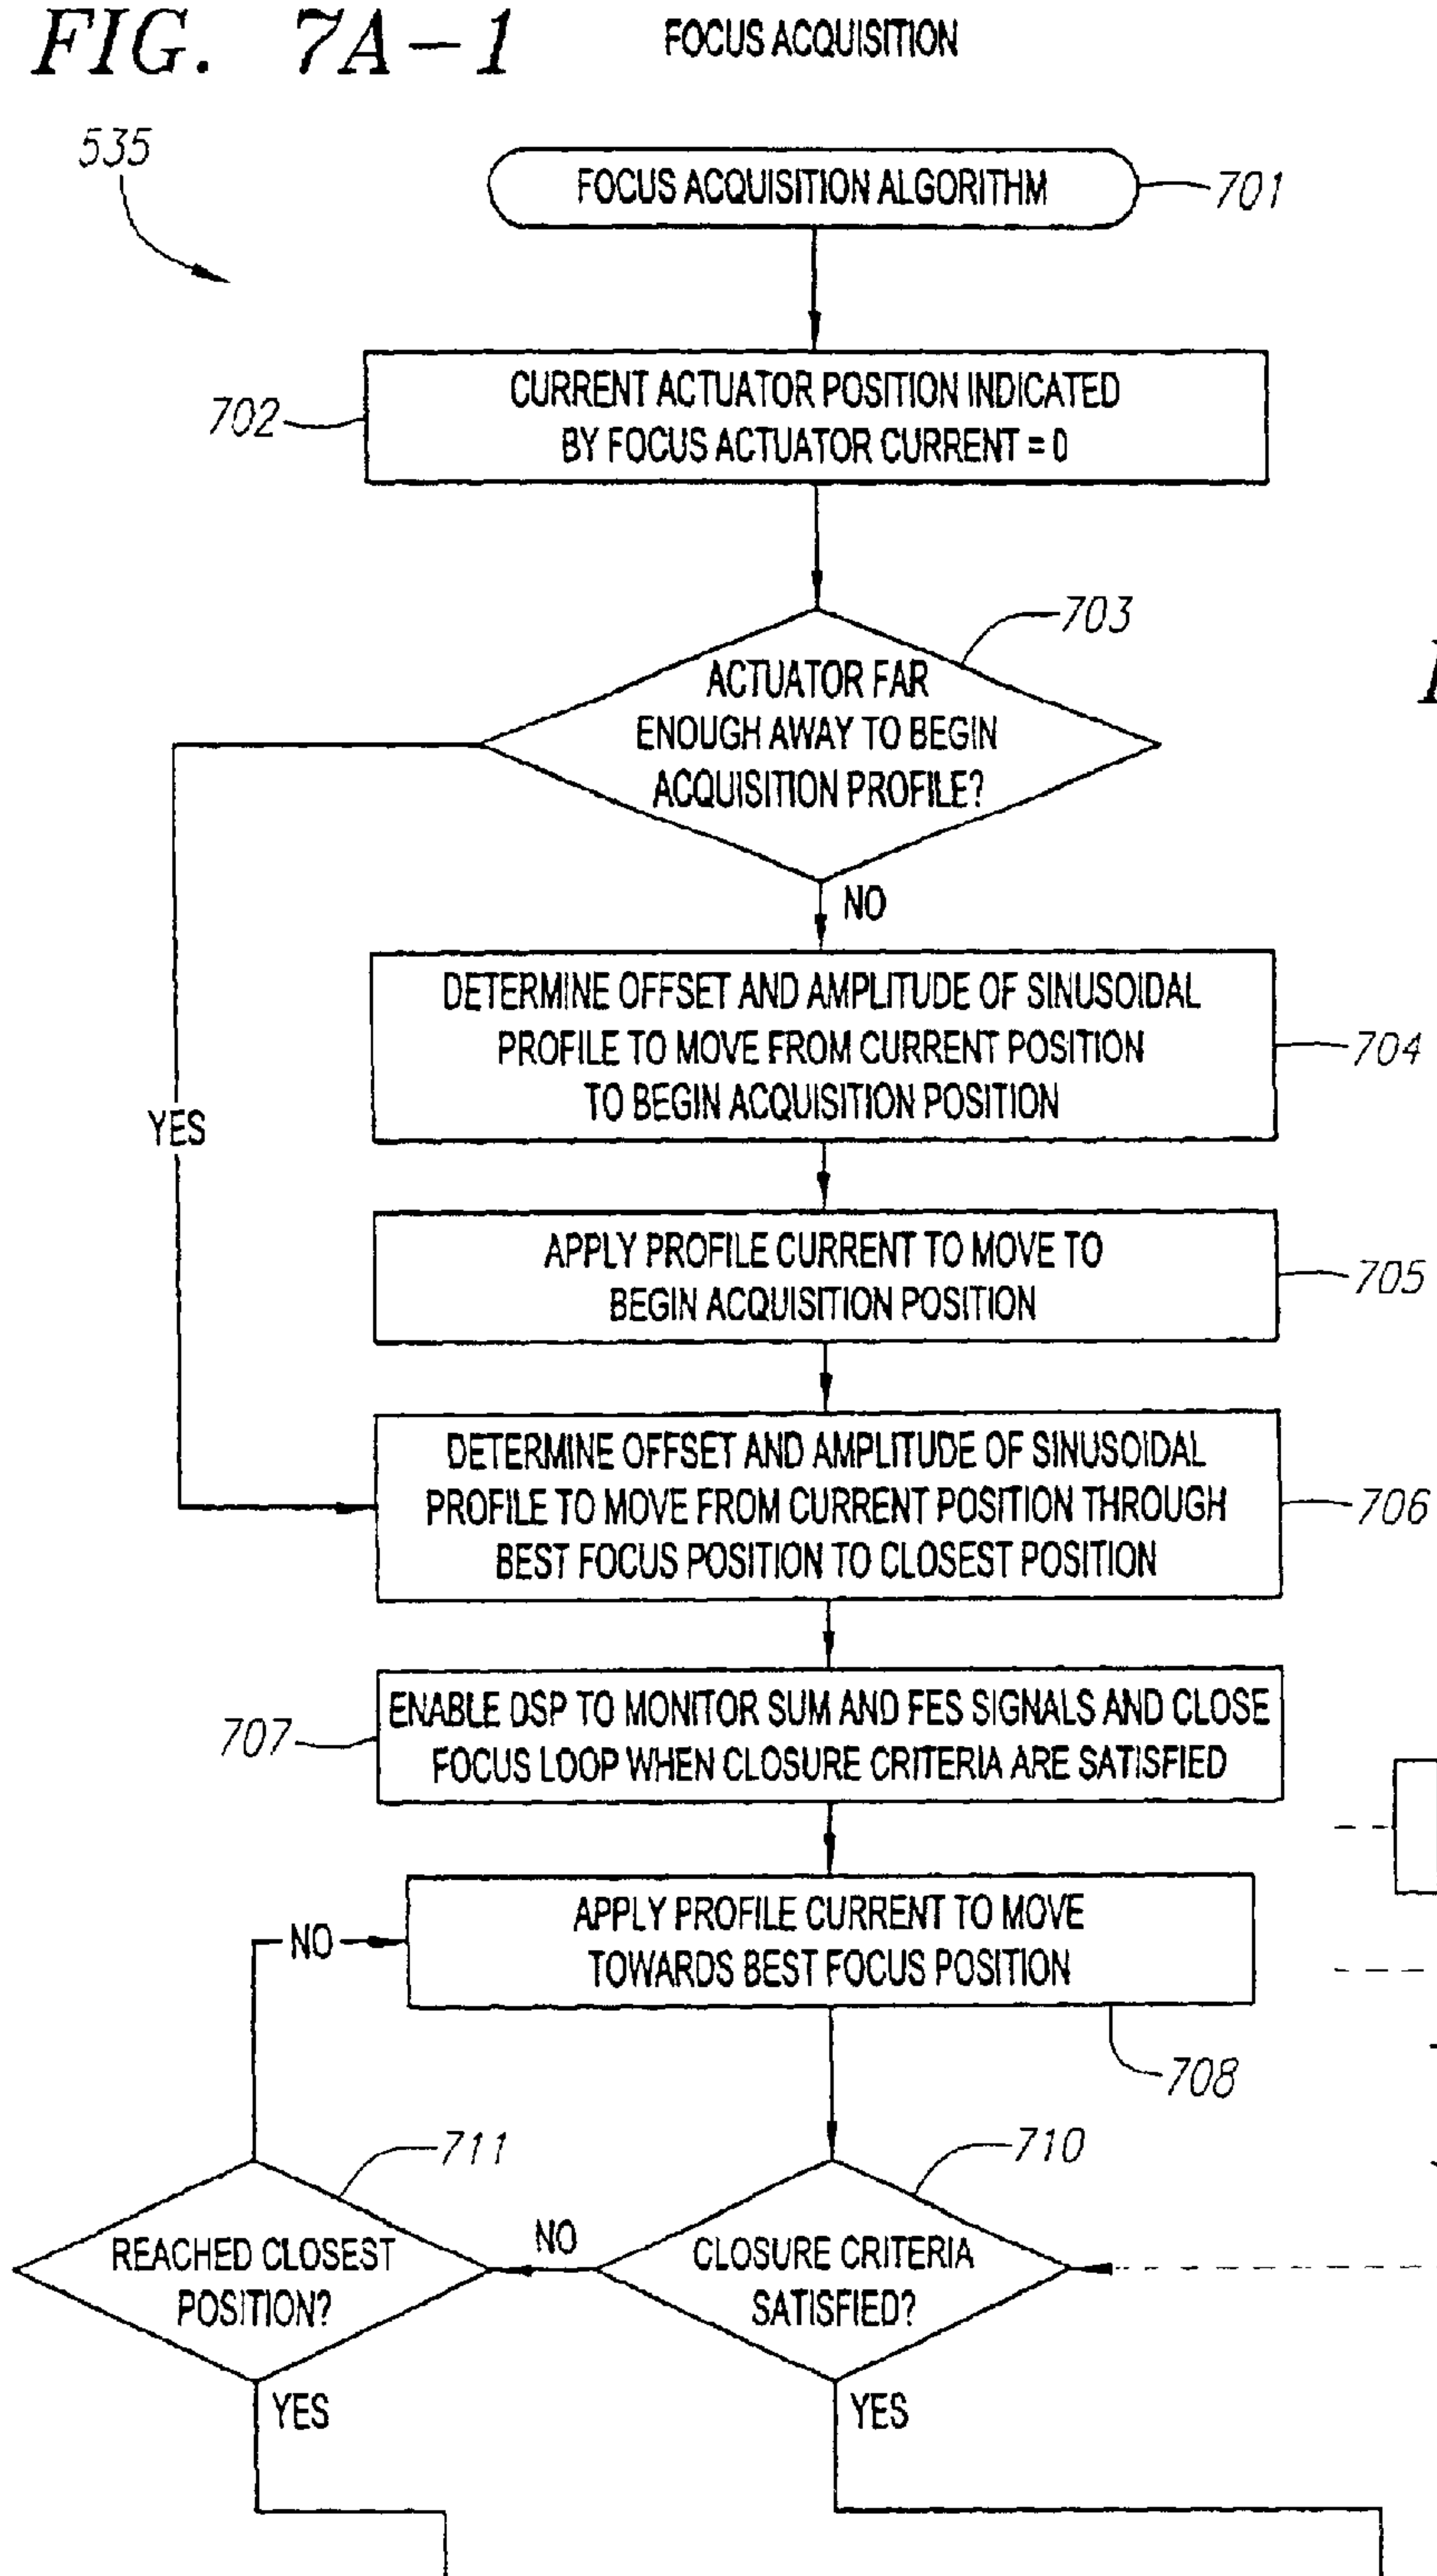 FIG. 7A-1
FOCUS ACQUISITION
535
FOCUS ACQUISITION ALGORITHM
701
CURRENT ACTUATOR POSITION INDICATED
BY FOCUS ACTUATOR CURRENT = 0
702
703
ACTUATOR FAR
ENOUGH AWAY TO BEGIN
ACQUISITION PROFILE?
NO
YES
DETERMINE OFFSET AND AMPLITUDE OF SINUSOIDAL
PROFILE TO MOVE FROM CURRENT POSITION
TO BEGIN ACQUISITION POSITION
704
APPLY PROFILE CURRENT TO MOVE TO
BEGIN ACQUISITION POSITION
705
DETERMINE OFFSET AND AMPLITUDE OF SINUSOIDAL
PROFILE TO MOVE FROM CURRENT POSITION THROUGH
BEST FOCUS POSITION TO CLOSEST POSITION
706
ENABLE DSP TO MONITOR SUM AND FES SIGNALS AND CLOSE
FOCUS LOOP WHEN CLOSURE CRITERIA ARE SATISFIED
707
APPLY PROFILE CURRENT TO MOVE
TOWARDS BEST FOCUS POSITION
NO
708
711
710
REACHED CLOSEST
POSITION?
NO
CLOSURE CRITERIA
SATISFIED?
YES
YES